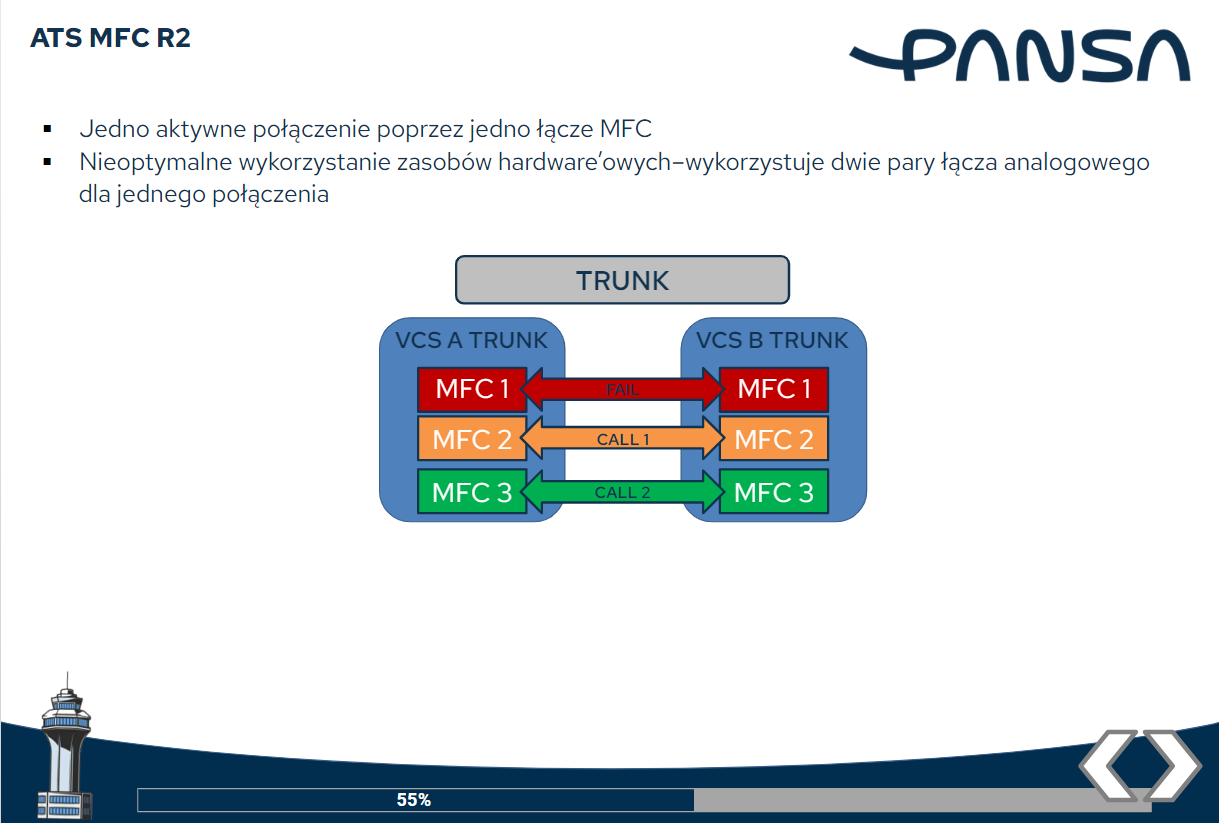 ATS MFC R2
PANSA
▪ Jedno aktywne połączenie poprzez jedno łącze MFC
▪ Nieoptymalne wykorzystanie zasobów hardware’owych–wykorzystuje dwie pary łącza analogowego
dla jednego połączenia
TRUNK
VCS A TRUNK
VCS B TRUNK
MFC 1
FAIL
MFC 1
MFC 2
CALL 1
MFC 2
MFC 3
CALL 2
MFC 3
55%